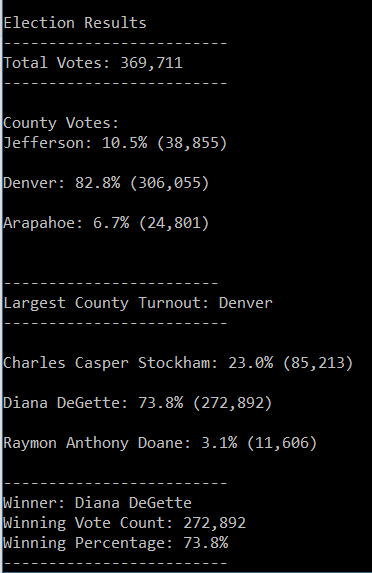 Election Results
-------------------------
Total Votes: 369,711
-------------------------
County Votes:
Jefferson: 10.5% (38,855)
Denver: 82.8% (306,055)
Arapahoe: 6.7% (24,801)
------------------------
Largest County Turnout: Denver
-------------------------
Charles Casper Stockham: 23.0% (85,213)
Diana DeGette: 73.8% (272,892)
Raymon Anthony Doane: 3.1% (11,606)
-------------------------
Winner: Diana DeGette
Winning Vote Count: 272,892
Winning Percentage: 73.8%
-------------------------